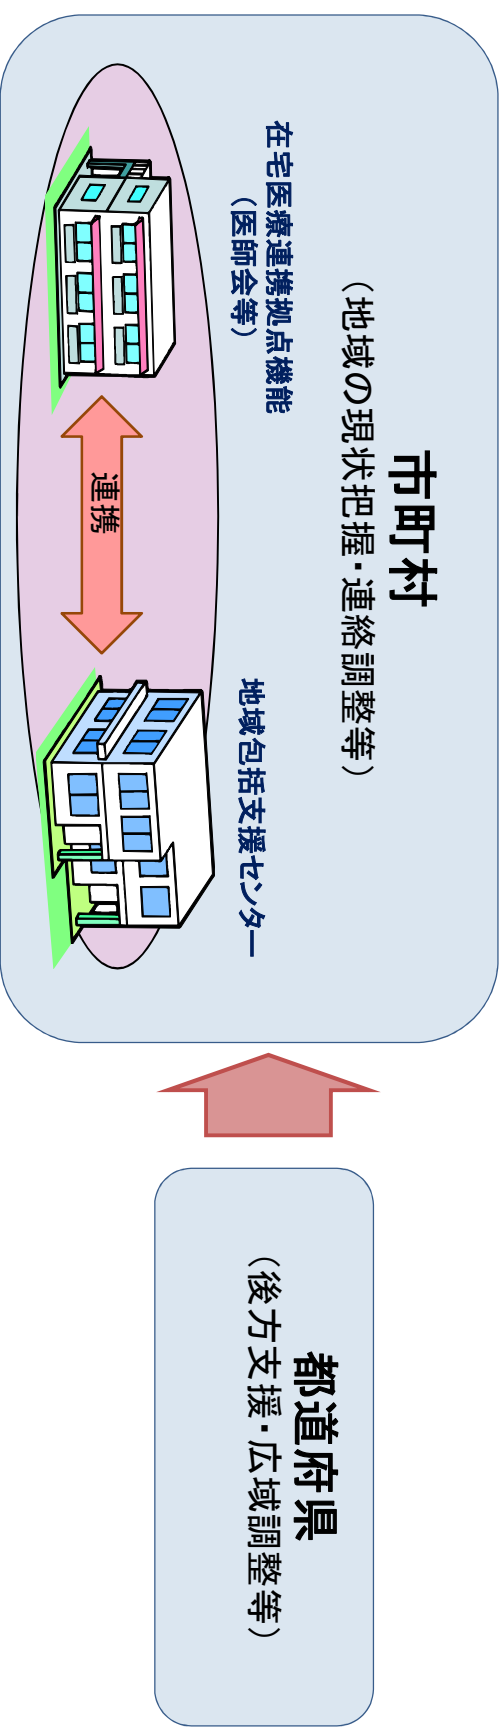 市町村
（地域の現状把握・連絡調整等）
在宅医療連携拠点機能
（医師会等）
地域包括支援センター
連携
都道府県
（後方支援・広域調整等）